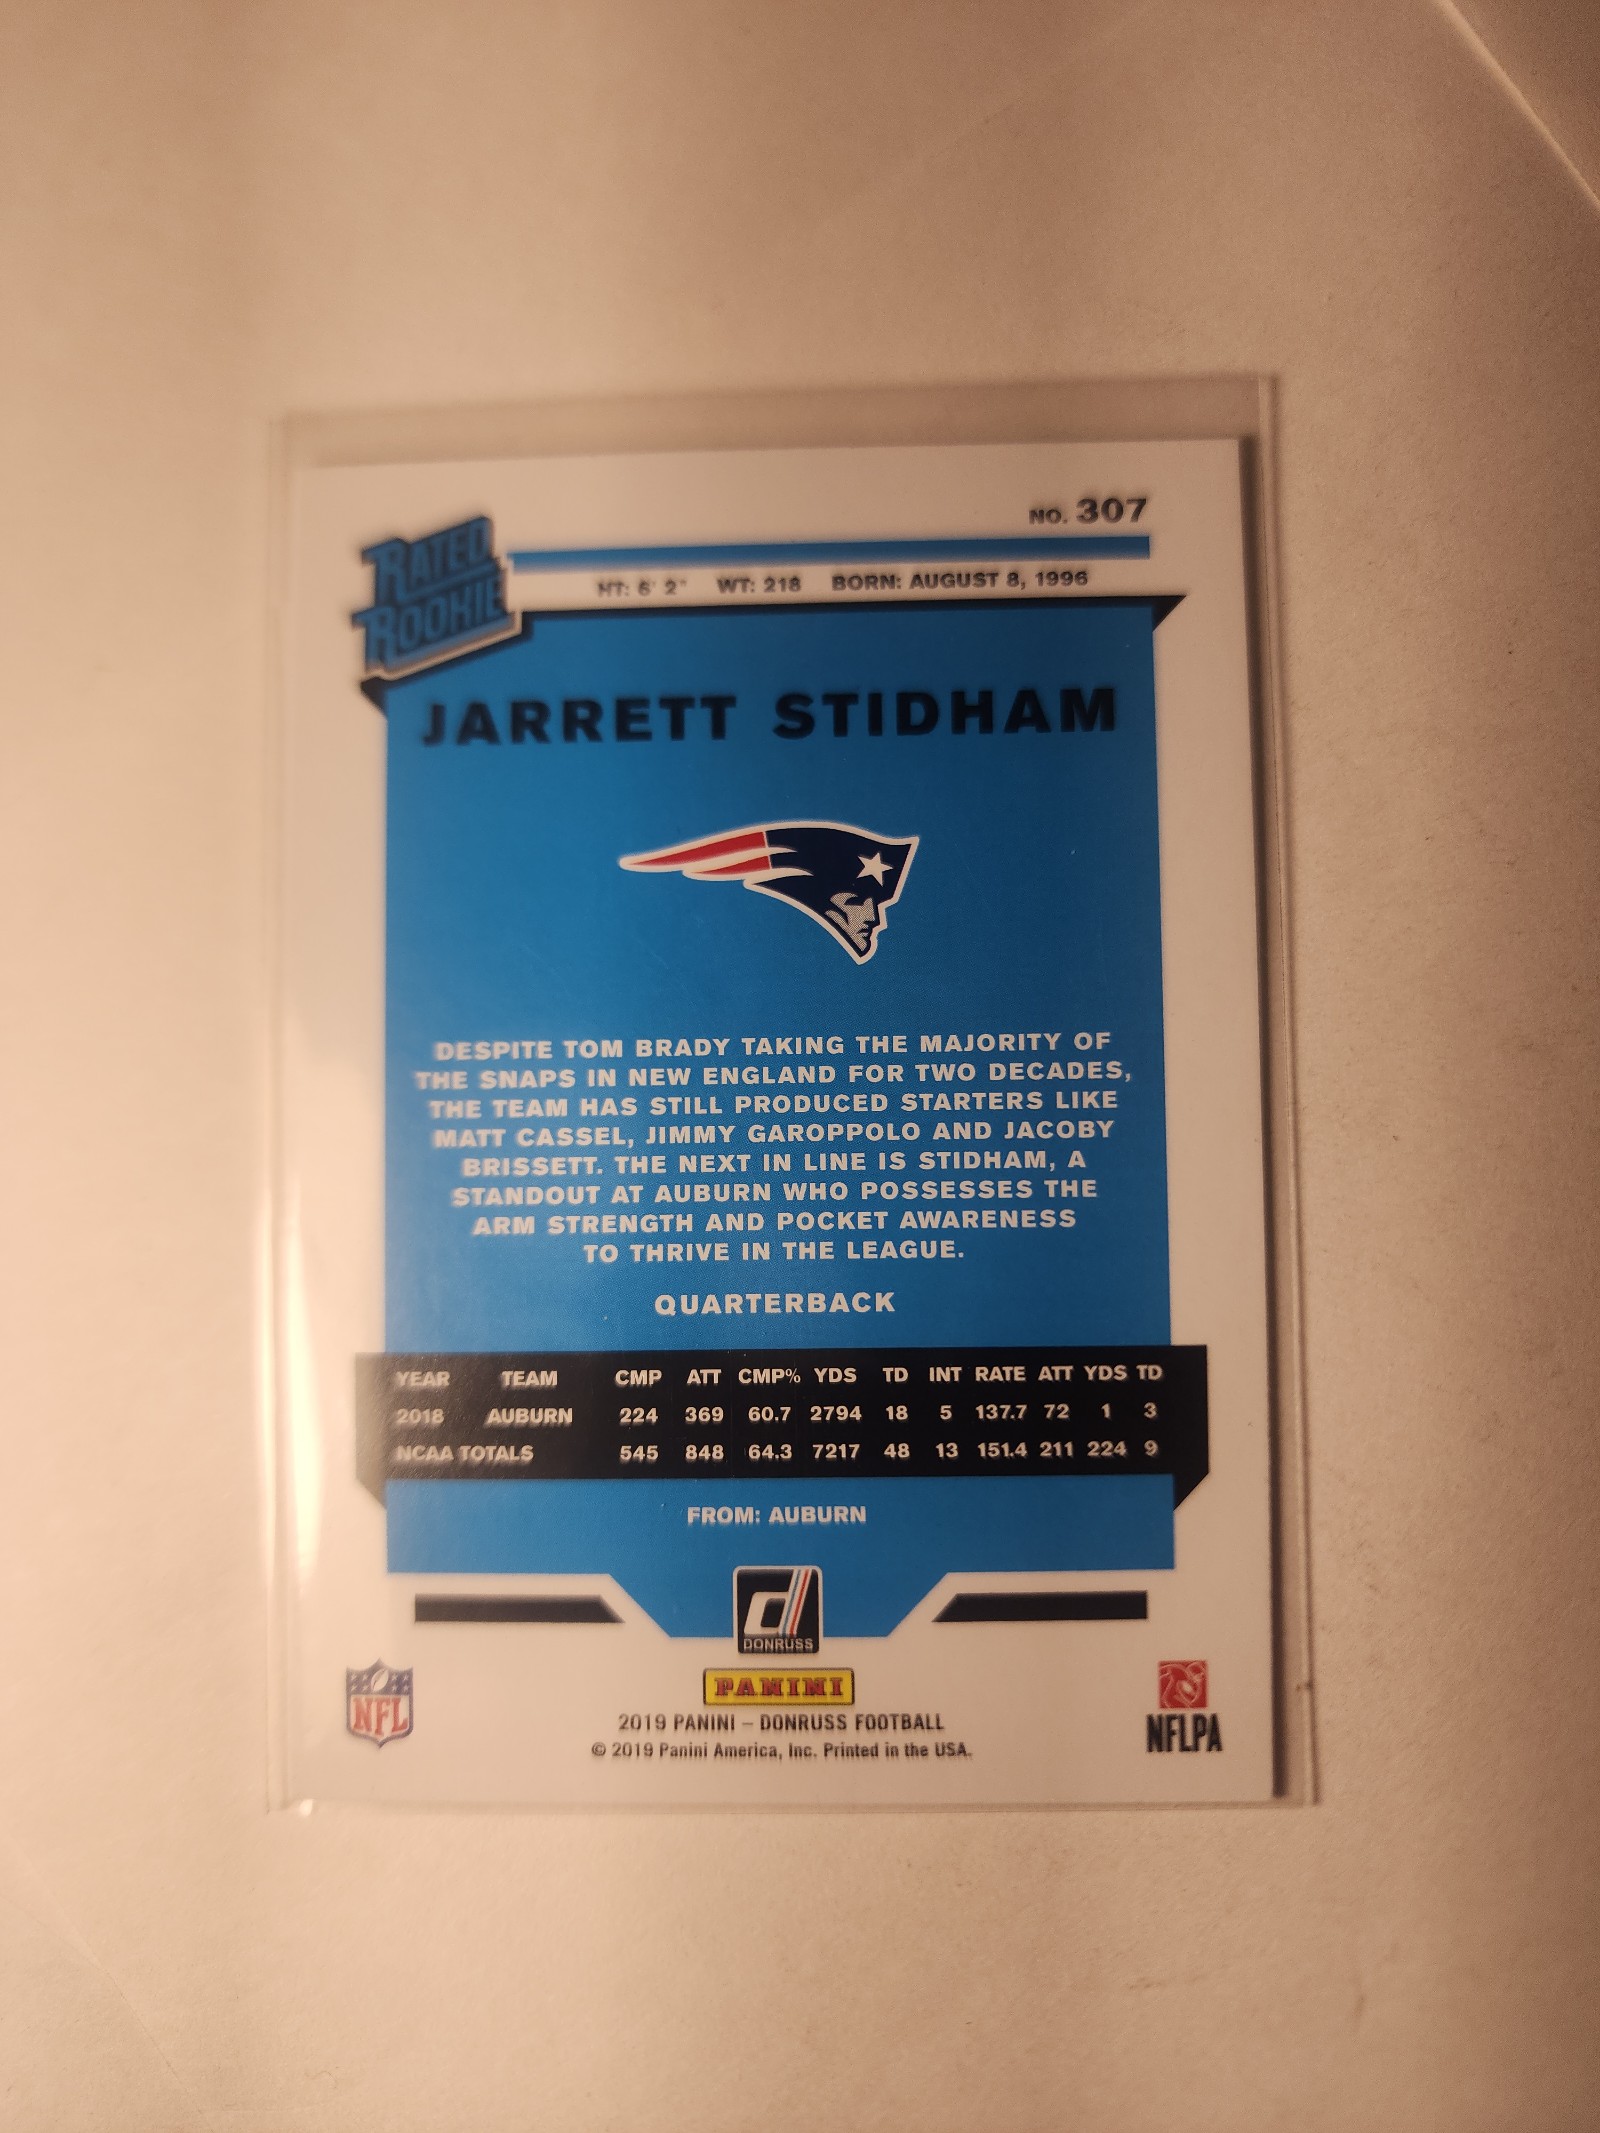 NO. 307
RATED
ROOKIE
HT: 6' 2" WT: 218 BORN: AUGUST 8, 1996
JARRETT STIDHAM
DESPITE TOM BRADY TAKING THE MAJORITY OF
THE SNAPS IN NEW ENGLAND FOR TWO DECADES,
THE TEAM HAS STILL PRODUCED STARTERS LIKE
MATT CASSEL, JIMMY GAROPPOLO AND JACOBY
BRISSETT. THE NEXT IN LINE IS STIDHAM, A
STANDOUT AT AUBURN WHO POSSESSES THE
ARM STRENGTH AND POCKET AWARENESS
TO THRIVE IN THE LEAGUE.
QUARTERBACK
YEAR TEAM CMP ATT CMP% YDS TD INT RATE ATT YDS TD
2018 AUBURN 224 369 60.7 2794 18 5 137.7 72 1 3
NCAA TOTALS 545 848 64.3 7217 48 13 151.4 211 224 9
FROM: AUBURN
d
DONRUSS
PANINI
NFL
NFLPA
2019 PANINI – DONRUSS FOOTBALL
© 2019 Panini America, Inc. Printed in the USA.